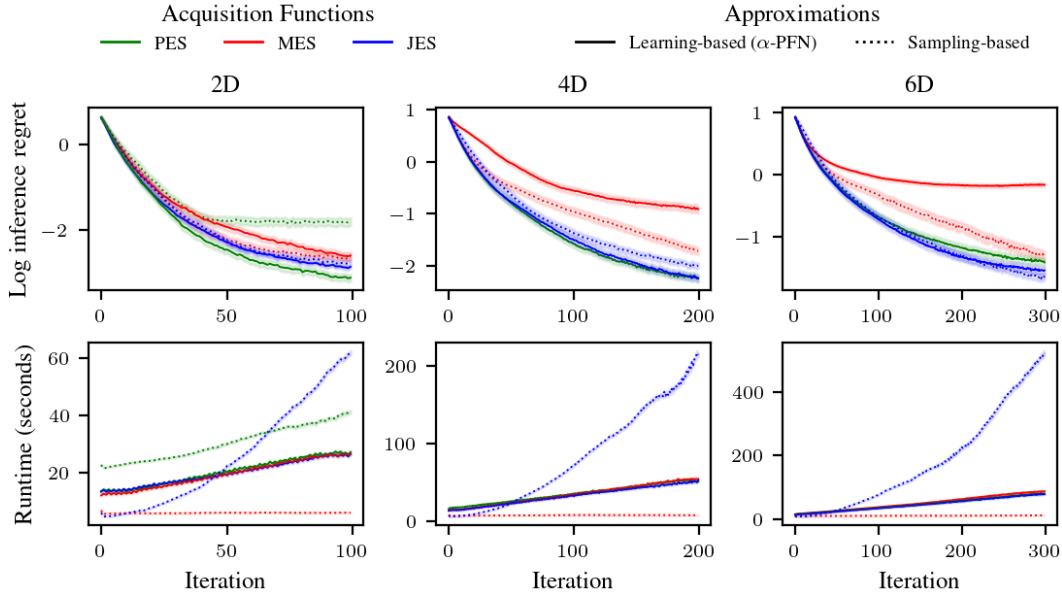 Acquisition Functions Approximations
PES MES JES Learning-based (α-PFN) Sampling-based
2D 4D 6D
Log inference regret
0
−2
0 50 100
1
0
−1
−2
0 100 200
1
0
−1
0 100 200 300
Runtime (seconds)
60
40
20
0 50 100
200
100
0
0 100 200
400
200
0
0 100 200 300
Iteration Iteration Iteration